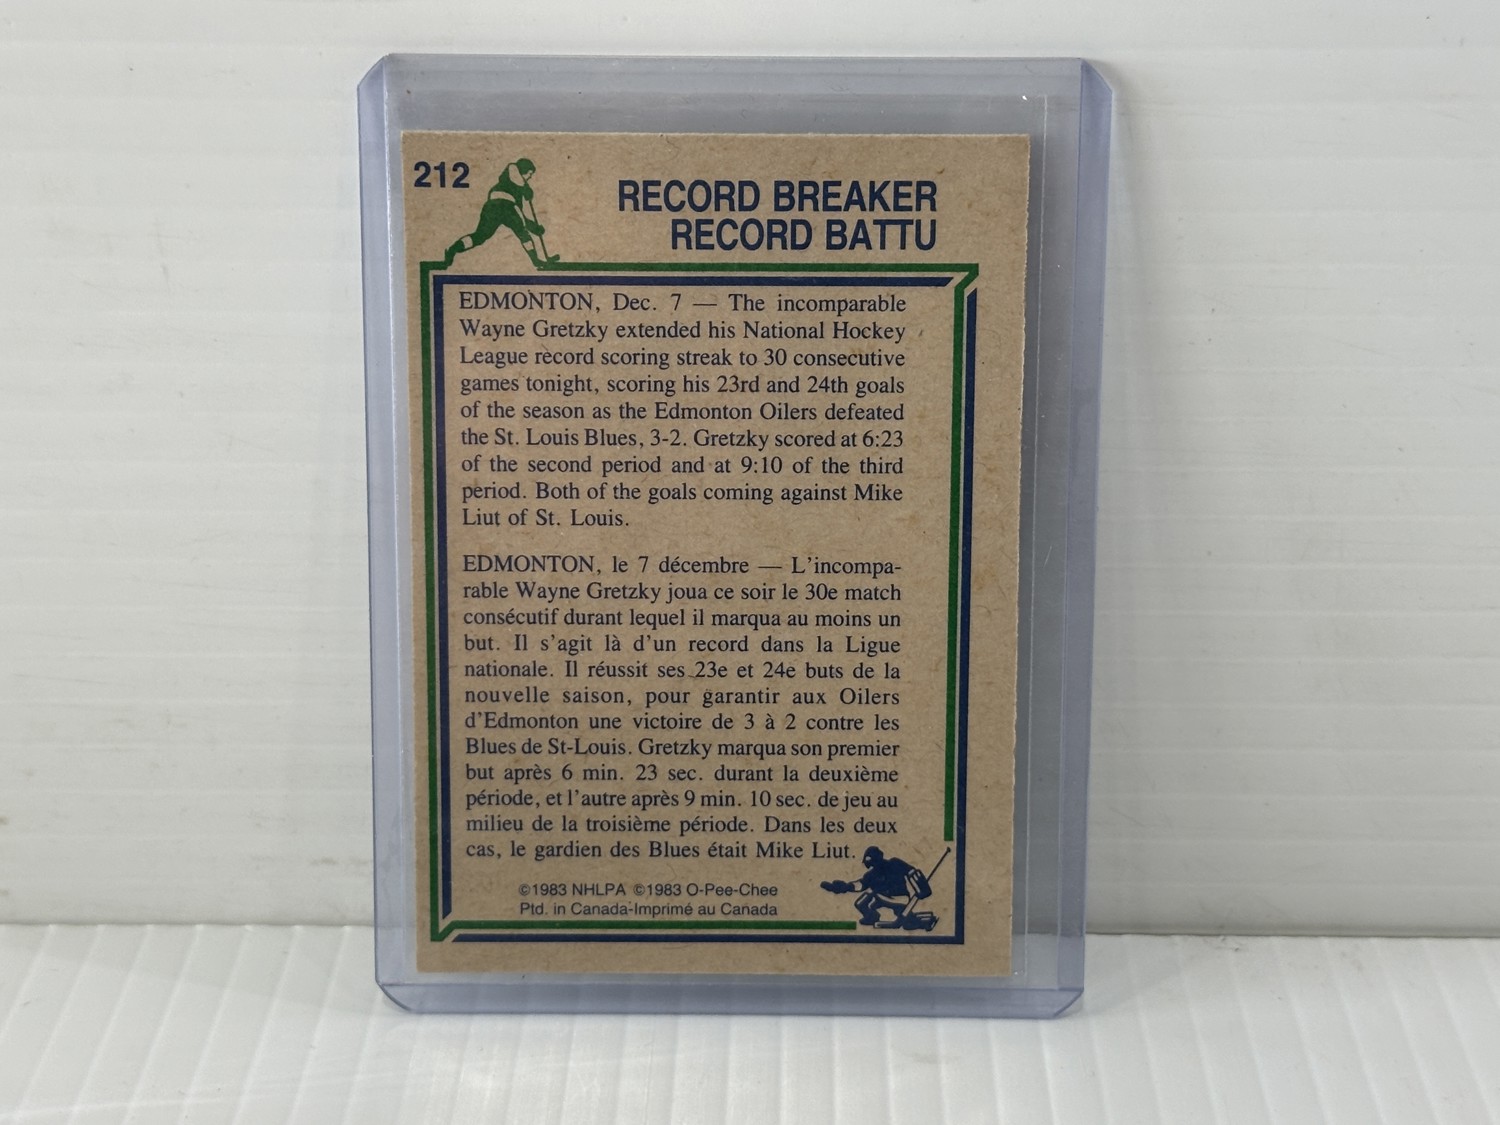 212
RECORD BREAKER
RECORD BATTU
EDMONTON, Dec. 7 — The incomparable
Wayne Gretzky extended his National Hockey
League record scoring streak to 30 consecutive
games tonight, scoring his 23rd and 24th goals
of the season as the Edmonton Oilers defeated
the St. Louis Blues, 3-2. Gretzky scored at 6:23
of the second period and at 9:10 of the third
period. Both of the goals coming against Mike
Liut of St. Louis.
EDMONTON, le 7 décembre — L'incompa-
rable Wayne Gretzky joua ce soir le 30e match
consécutif durant lequel il marqua au moins un
but. Il s'agit là d'un record dans la Ligue
nationale. Il réussit ses 23e et 24e buts de la
nouvelle saison, pour garantir aux Oilers
d'Edmonton une victoire de 3 à 2 contre les
Blues de St-Louis. Gretzky marqua son premier
but après 6 min. 23 sec. durant la deuxième
période, et l'autre après 9 min. 10 sec. de jeu au
milieu de la troisième période. Dans les deux
cas, le gardien des Blues était Mike Liut.
©1983 NHLPA ©1983 O-Pee-Chee
Ptd. in Canada-Imprimé au Canada